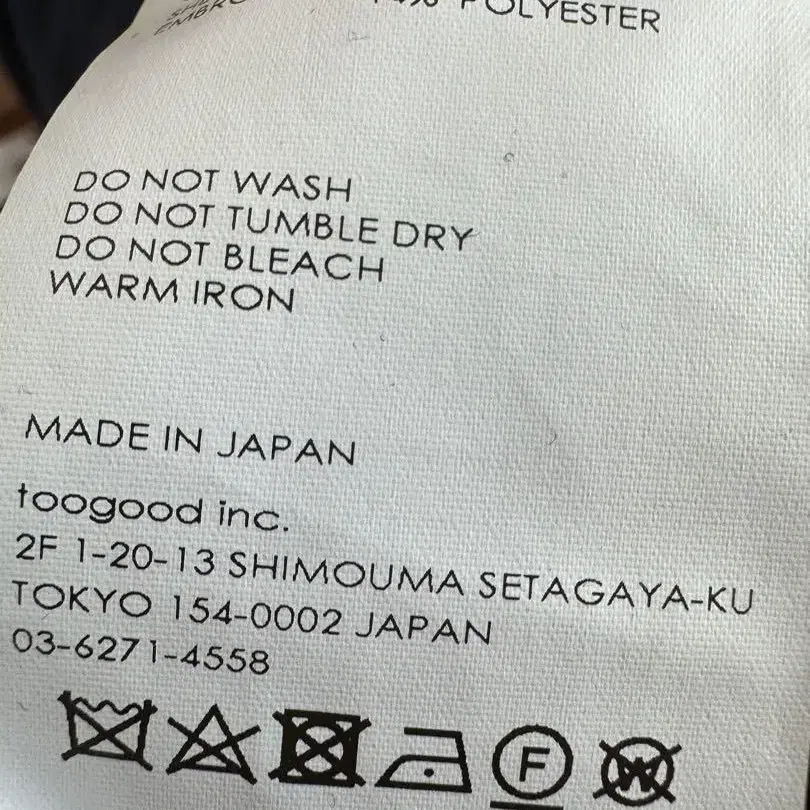 POLYESTER
DO NOT WASH
DO NOT TUMBLE DRY
DO NOT BLEACH
WARM IRON
MADE IN JAPAN
toogood inc.
2F 1-20-13 SHIMOUMA SETAGAYA-KU
TOKYO 154-0002 JAPAN
03-6271-4558
F W